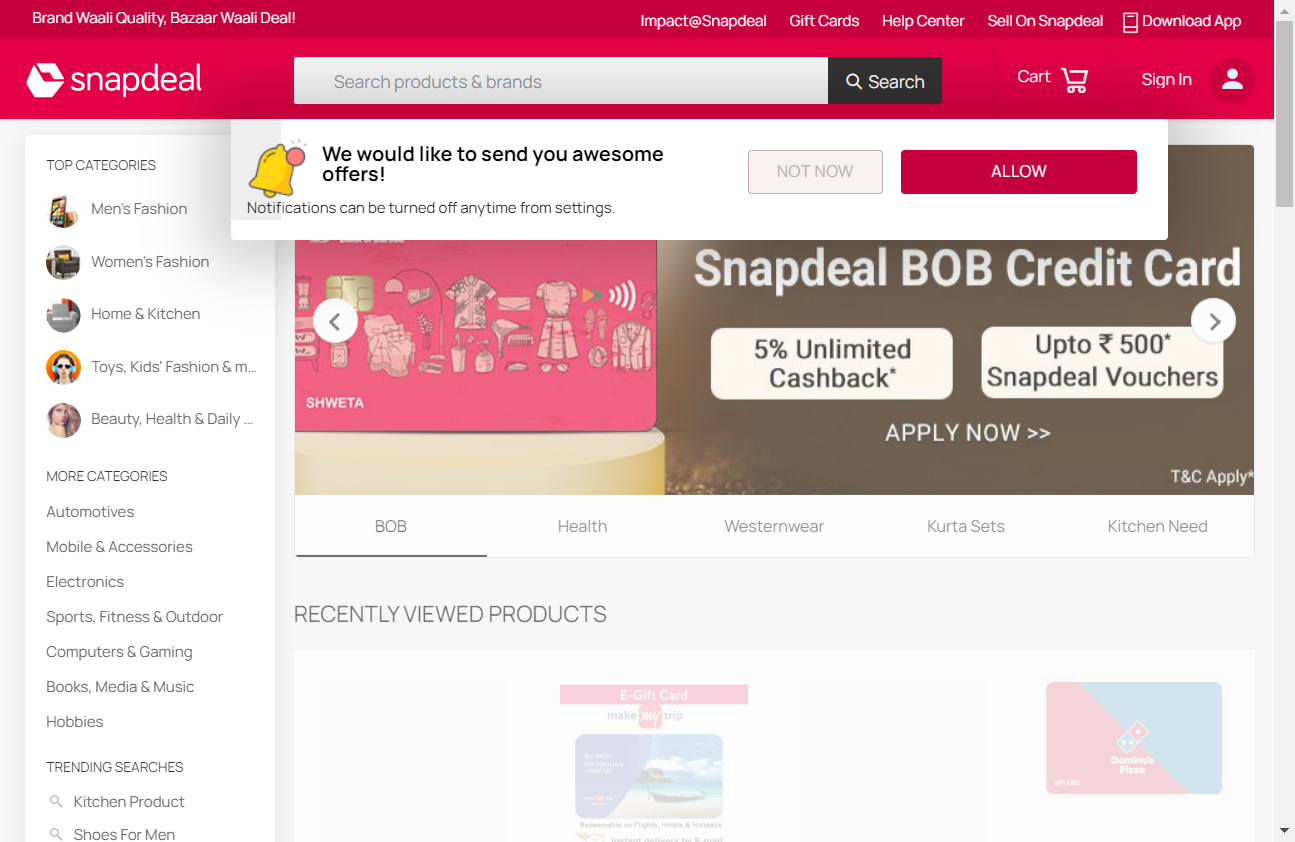 Brand Waali Quality, Bazaar Waali Deal!
Impact@Snapdeal
Gift Cards
Help Center
Sell On Snapdeal
Download App
snapdeal
Search products & brands
Search
Cart
Sign In
We would like to send you awesome
offers!
Notifications can be turned off anytime from settings.
NOT NOW
ALLOW
TOP CATEGORIES
Men's Fashion
Women's Fashion
Home & Kitchen
Toys, Kids' Fashion & m...
Beauty, Health & Daily ...
MORE CATEGORIES
Automotives
Mobile & Accessories
Electronics
Sports, Fitness & Outdoor
Computers & Gaming
Books, Media & Music
Hobbies
TRENDING SEARCHES
Kitchen Product
Shoes For Men
SHWETA
Snapdeal BOB Credit Card
5% Unlimited
Cashback*
Upto ₹ 500*
Snapdeal Vouchers
APPLY NOW >>
T&C Apply*
BOB
Health
Westernwear
Kurta Sets
Kitchen Need
RECENTLY VIEWED PRODUCTS
E-Gift Card
make my trip
Redeemable on Flights, Hotels & Holidays
Instant delivery by E-mail
Domino's
Pizza
GIFT CARD